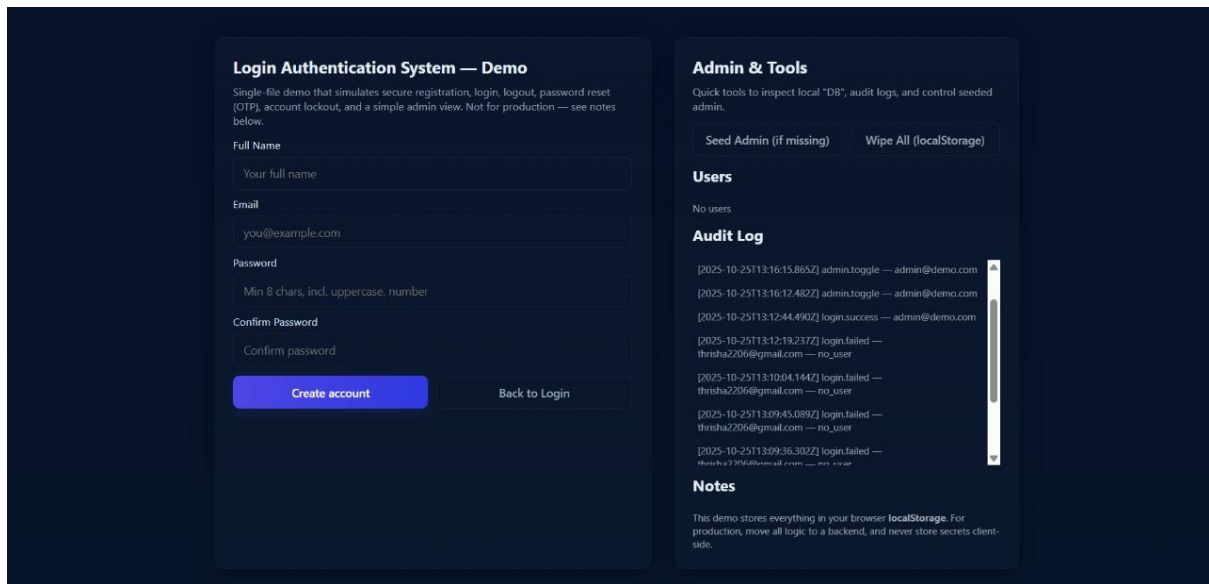 Login Authentication System — Demo
Single-file demo that simulates secure registration, login, logout, password reset
(OTP), account lockout, and a simple admin view. Not for production — see notes
below.
Full Name
Your full name
Email
you@example.com
Password
Min 8 chars, incl. uppercase, number
Confirm Password
Confirm password
Create account
Back to Login
Admin & Tools
Quick tools to inspect local "DB", audit logs, and control seeded
admin.
Seed Admin (if missing)
Wipe All (localStorage)
Users
No users
Audit Log
[2025-10-25T13:16:15.865Z] admin.toggle — admin@demo.com
[2025-10-25T13:16:12.482Z] admin.toggle — admin@demo.com
[2025-10-25T13:12:44.490Z] login.success — admin@demo.com
[2025-10-25T13:12:19.237Z] login.failed —
thrisha2206@gmail.com — no_user
[2025-10-25T13:10:04.144Z] login.failed —
thrisha2206@gmail.com — no_user
[2025-10-25T13:09:45.089Z] login.failed —
thrisha2206@gmail.com — no_user
[2025-10-25T13:09:36.302Z] login.failed —
thrisha2206@gmail.com — no_user
Notes
This demo stores everything in your browser localStorage. For
production, move all logic to a backend, and never store secrets client-
side.